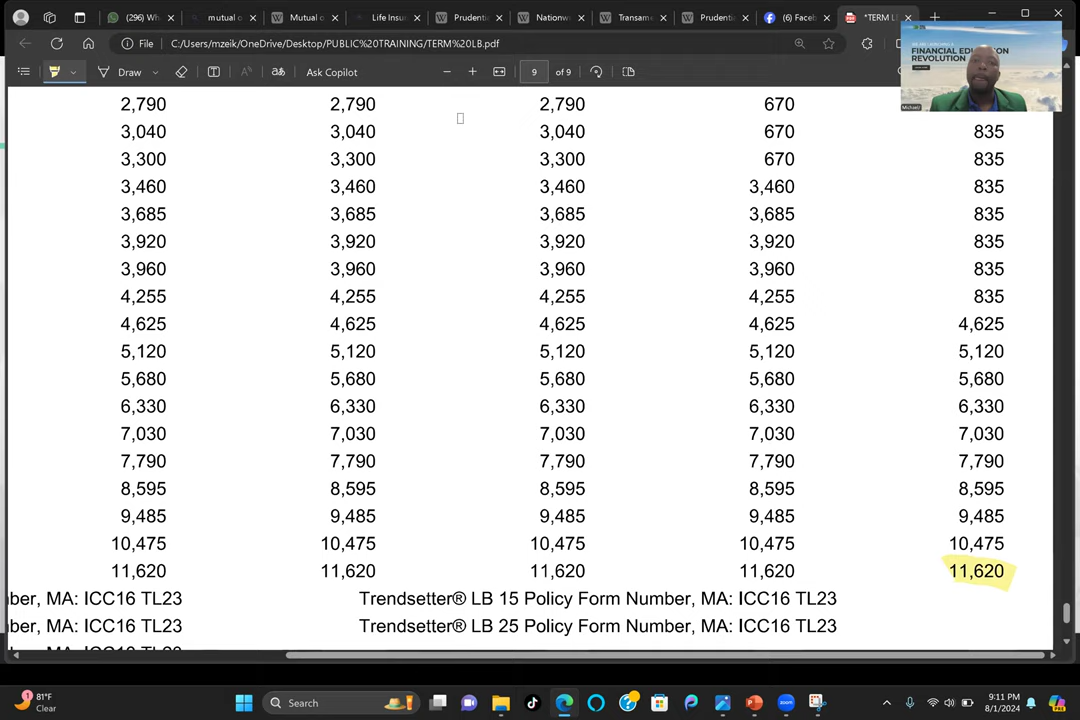 (296) Wha
mutual o
Mutual o
Life Insur
Prudenti
Nationw
Transame
Prudenti
(6) Faceb
*TERM L
File
C:/Users/mzeik/OneDrive/Desktop/PUBLIC%20TRAINING/TERM%20LB.pdf
Draw
Ask Copilot
9 of 9
FINANCIAL EDUCATION
REVOLUTION
2,790 2,790 2,790 670
3,040 3,040 3,040 670 835
3,300 3,300 3,300 670 835
3,460 3,460 3,460 3,460 835
3,685 3,685 3,685 3,685 835
3,920 3,920 3,920 3,920 835
3,960 3,960 3,960 3,960 835
4,255 4,255 4,255 4,255 835
4,625 4,625 4,625 4,625 4,625
5,120 5,120 5,120 5,120 5,120
5,680 5,680 5,680 5,680 5,680
6,330 6,330 6,330 6,330 6,330
7,030 7,030 7,030 7,030 7,030
7,790 7,790 7,790 7,790 7,790
8,595 8,595 8,595 8,595 8,595
9,485 9,485 9,485 9,485 9,485
10,475 10,475 10,475 10,475 10,475
11,620 11,620 11,620 11,620 11,620
ber, MA: ICC16 TL23 Trendsetter® LB 15 Policy Form Number, MA: ICC16 TL23
ber, MA: ICC16 TL23 Trendsetter® LB 25 Policy Form Number, MA: ICC16 TL23
81°F
Clear
Search
9:11 PM
8/1/2024